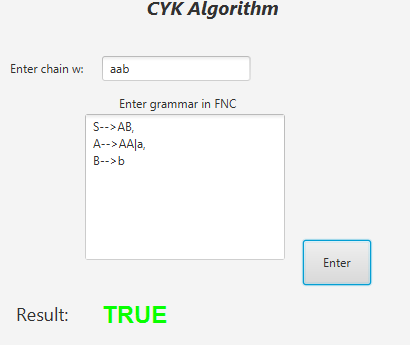 CYK Algorithm
Enter chain w: aab
Enter grammar in FNC
S-->AB,
A-->AA|a,
B-->b
Enter
Result: TRUE